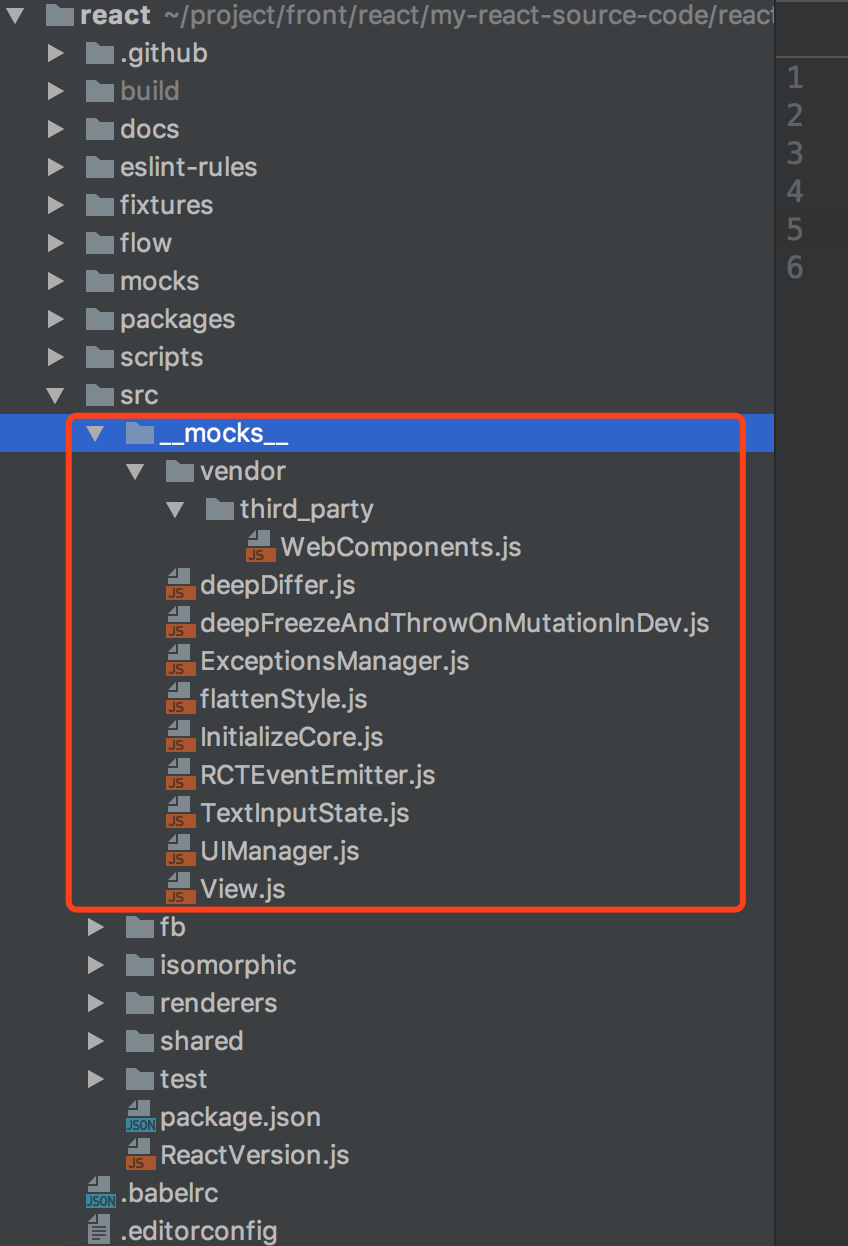 react ~/project/front/react/my-react-source-code/react
.github
build
docs
eslint-rules
fixtures
flow
mocks
packages
scripts
src
__mocks__
vendor
third_party
JS WebComponents.js
JS deepDiffer.js
JS deepFreezeAndThrowOnMutationInDev.js
JS ExceptionsManager.js
JS flattenStyle.js
JS InitializeCore.js
JS RCTEventEmitter.js
JS TextInputState.js
JS UIManager.js
JS View.js
fb
isomorphic
renderers
shared
test
JSON package.json
JS ReactVersion.js
JSON .babelrc
.editorconfig
1
2
3
4
5
6